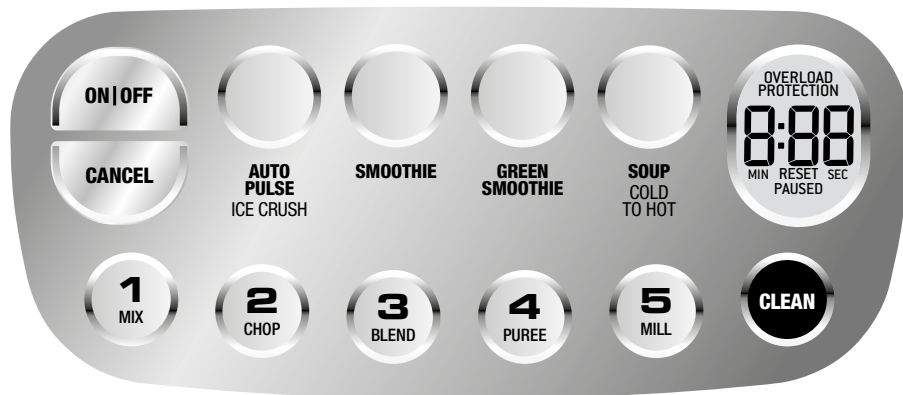 ON|OFF
CANCEL
AUTO
PULSE
ICE CRUSH
SMOOTHIE
GREEN
SMOOTHIE
SOUP
COLD
TO HOT
OVERLOAD
PROTECTION
8:88
MIN RESET SEC
PAUSED
1
MIX
2
CHOP
3
BLEND
4
PUREE
5
MILL
CLEAN